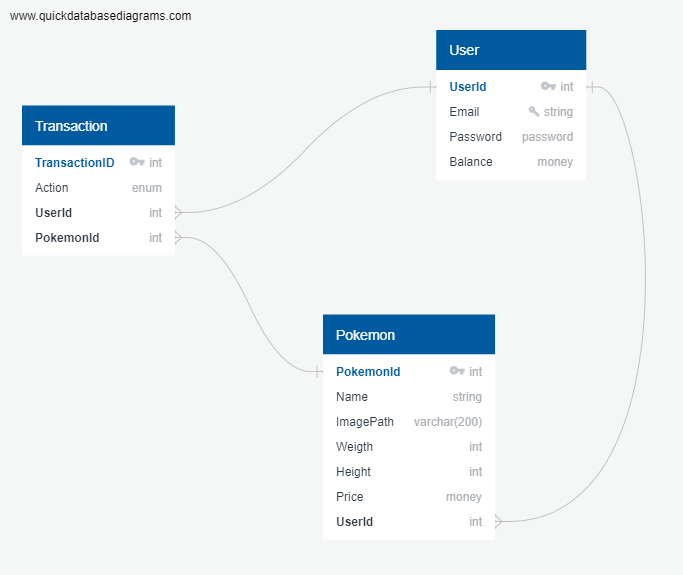 www.quickdatabasediagrams.com
User
UserId int
Email string
Password password
Balance money
Transaction
TransactionID int
Action enum
UserId int
PokemonId int
Pokemon
PokemonId int
Name string
ImagePath varchar(200)
Weigth int
Height int
Price money
UserId int